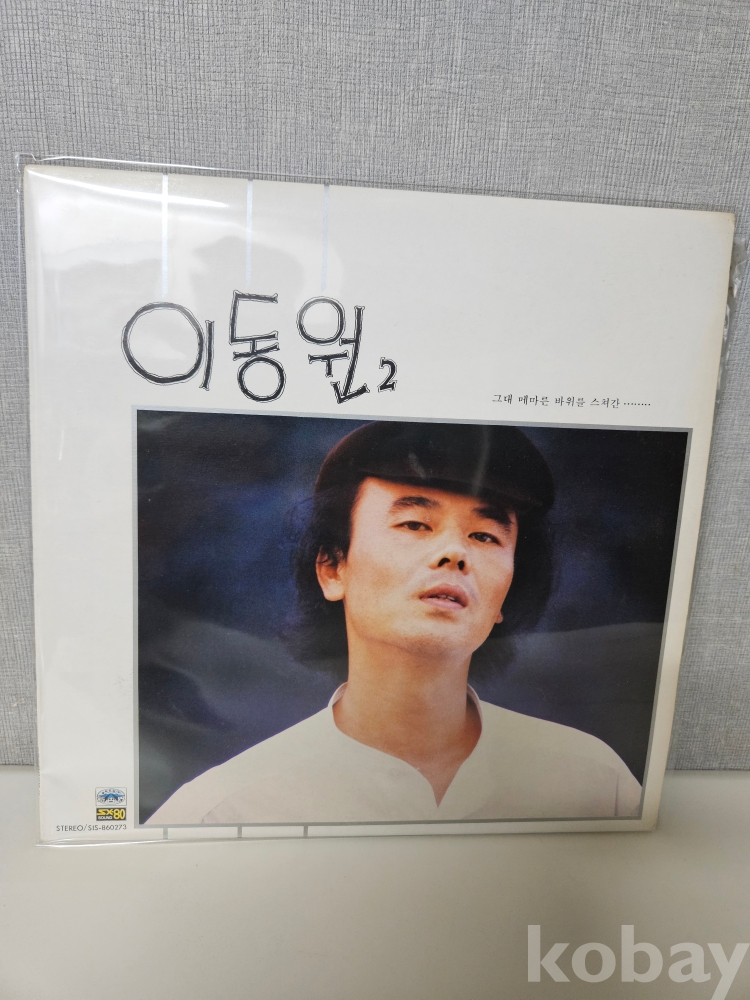 이동원 2
그대 메마른 바위를 스쳐간 ········
SX-80
SOUND
STEREO/SIS-860273
kobay